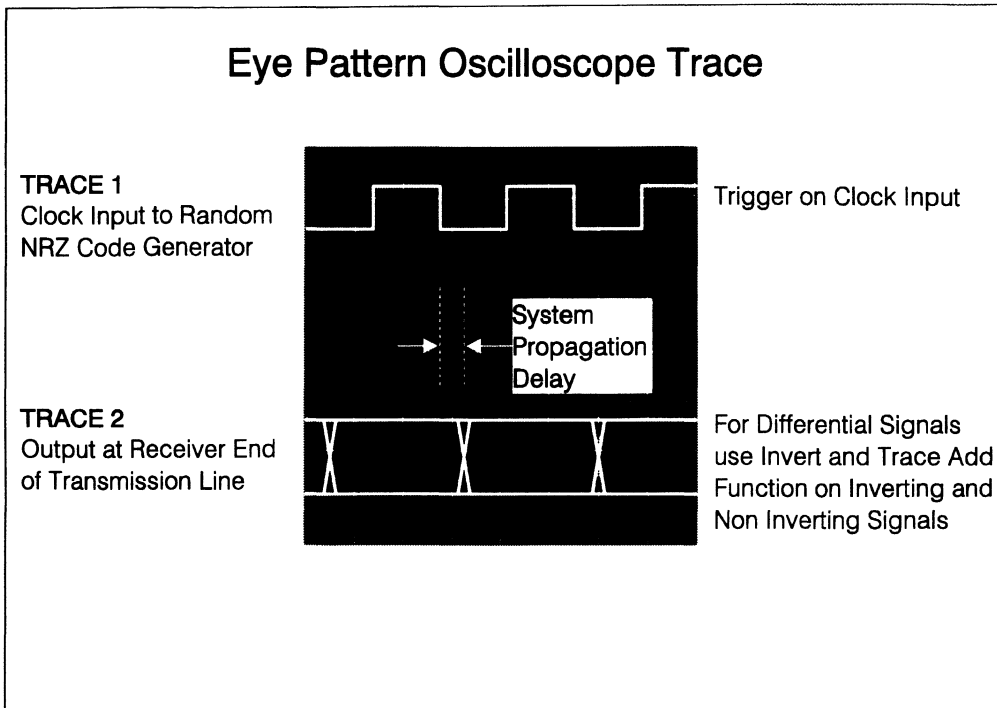 Eye Pattern Oscilloscope Trace
TRACE 1
Clock Input to Random
NRZ Code Generator
Trigger on Clock Input
System
Propagation
Delay
TRACE 2
Output at Receiver End
of Transmission Line
For Differential Signals
use Invert and Trace Add
Function on Inverting and
Non Inverting Signals